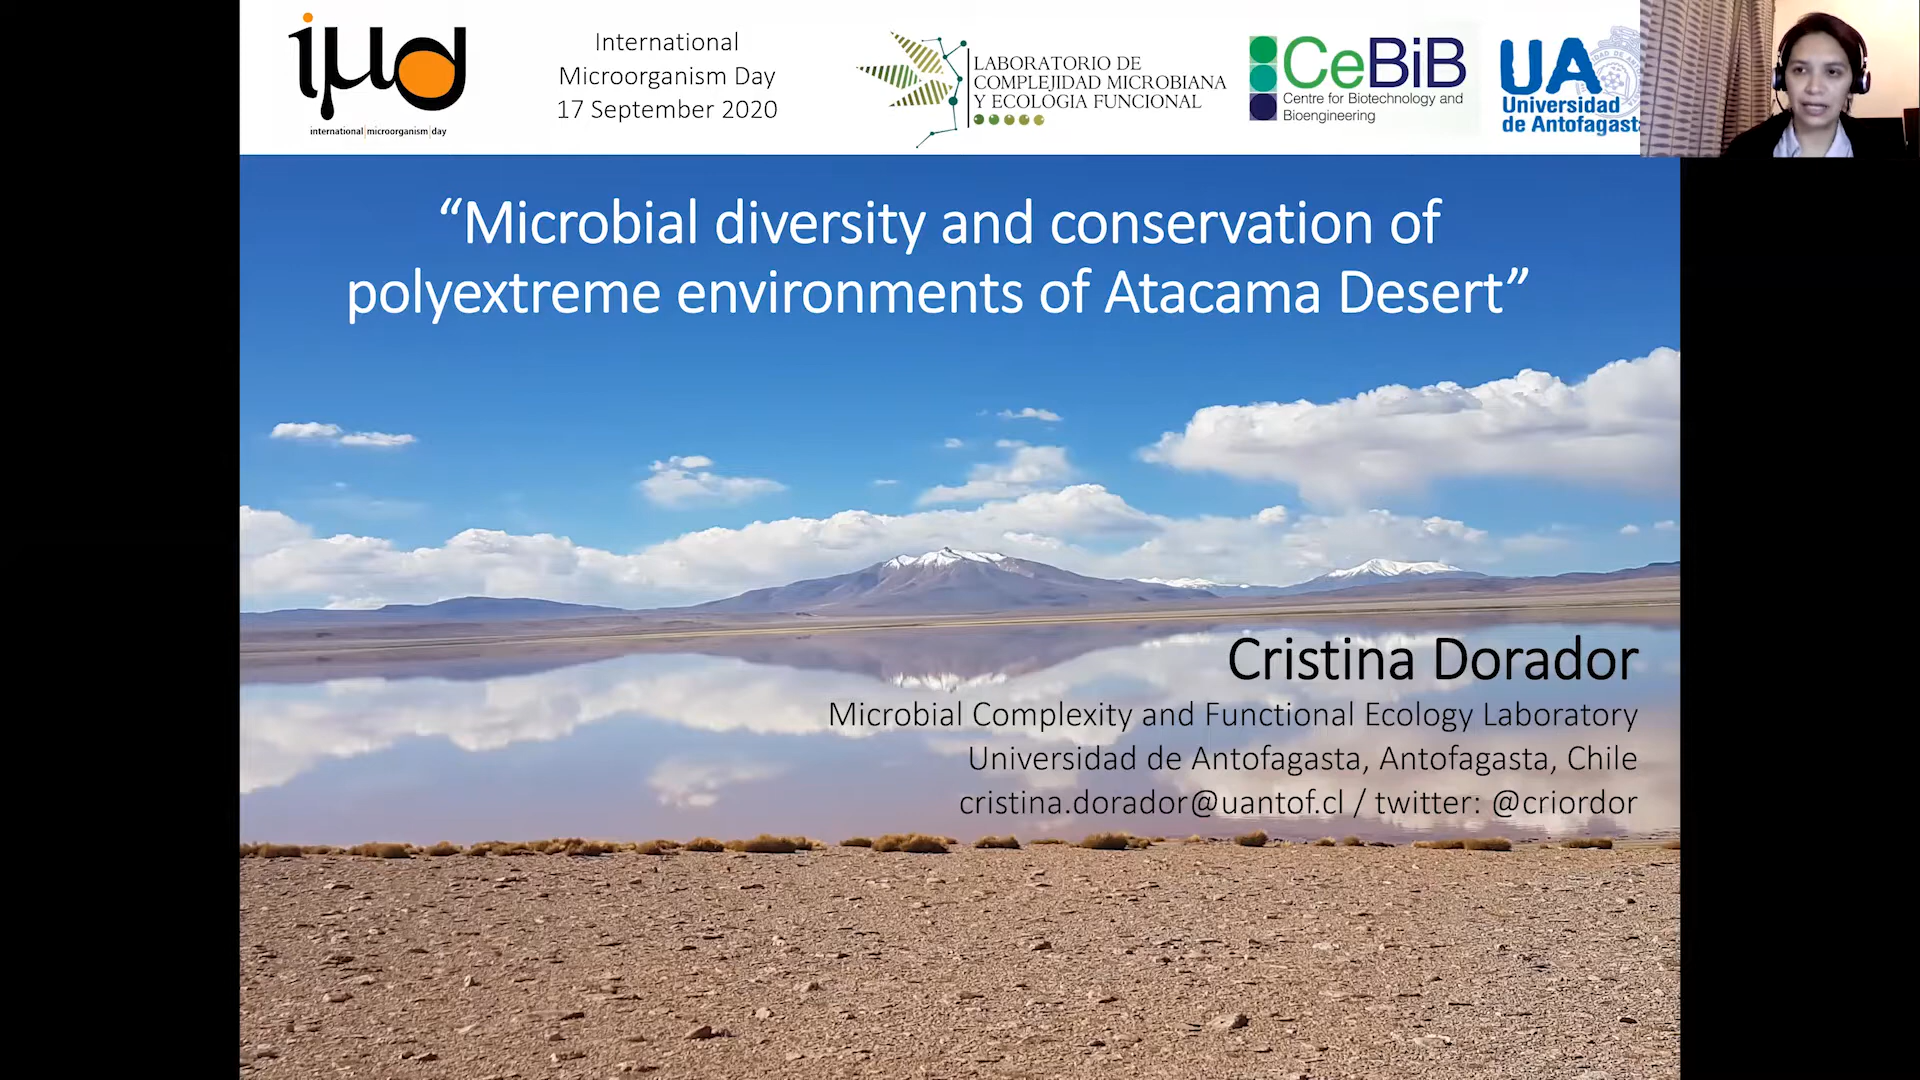 iμd
international microorganism day
International
Microorganism Day
17 September 2020
LABORATORIO DE
COMPLEJIDAD MICROBIANA
Y ECOLOGIA FUNCIONAL
CeBiB
Centre for Biotechnology and
Bioengineering
UA
Universidad
de Antofagast
“Microbial diversity and conservation of
polyextreme environments of Atacama Desert”
Cristina Dorador
Microbial Complexity and Functional Ecology Laboratory
Universidad de Antofagasta, Antofagasta, Chile
cristina.dorador@uantof.cl / twitter: @criordor